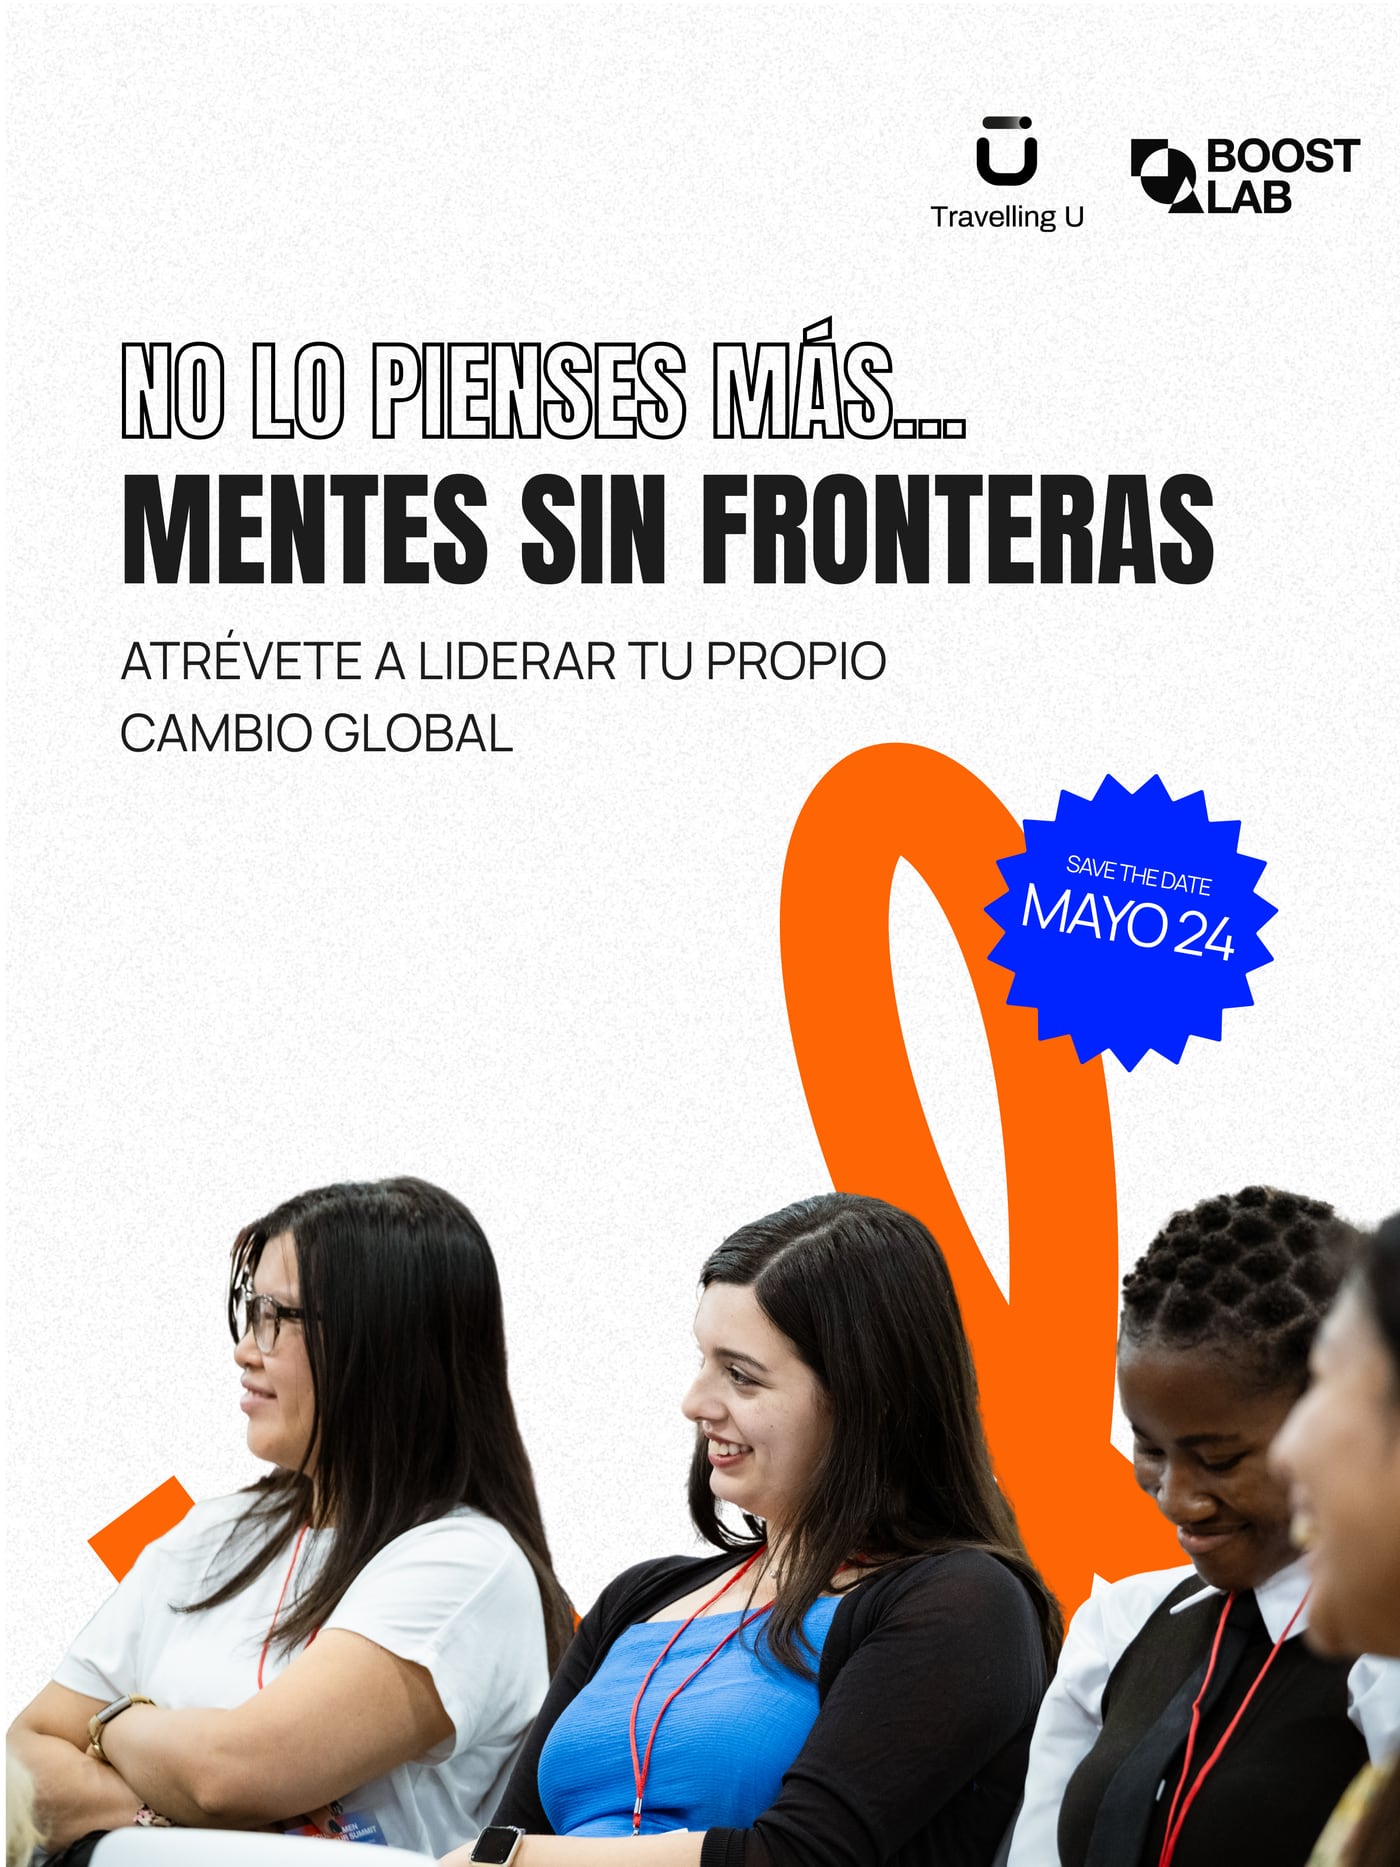 Travelling U
BOOST
LAB
NO LO PIENSES MÁS...
MENTES SIN FRONTERAS
ATRÉVETE A LIDERAR TU PROPIO
CAMBIO GLOBAL
SAVE THE DATE
MAYO 24
SUMMIT